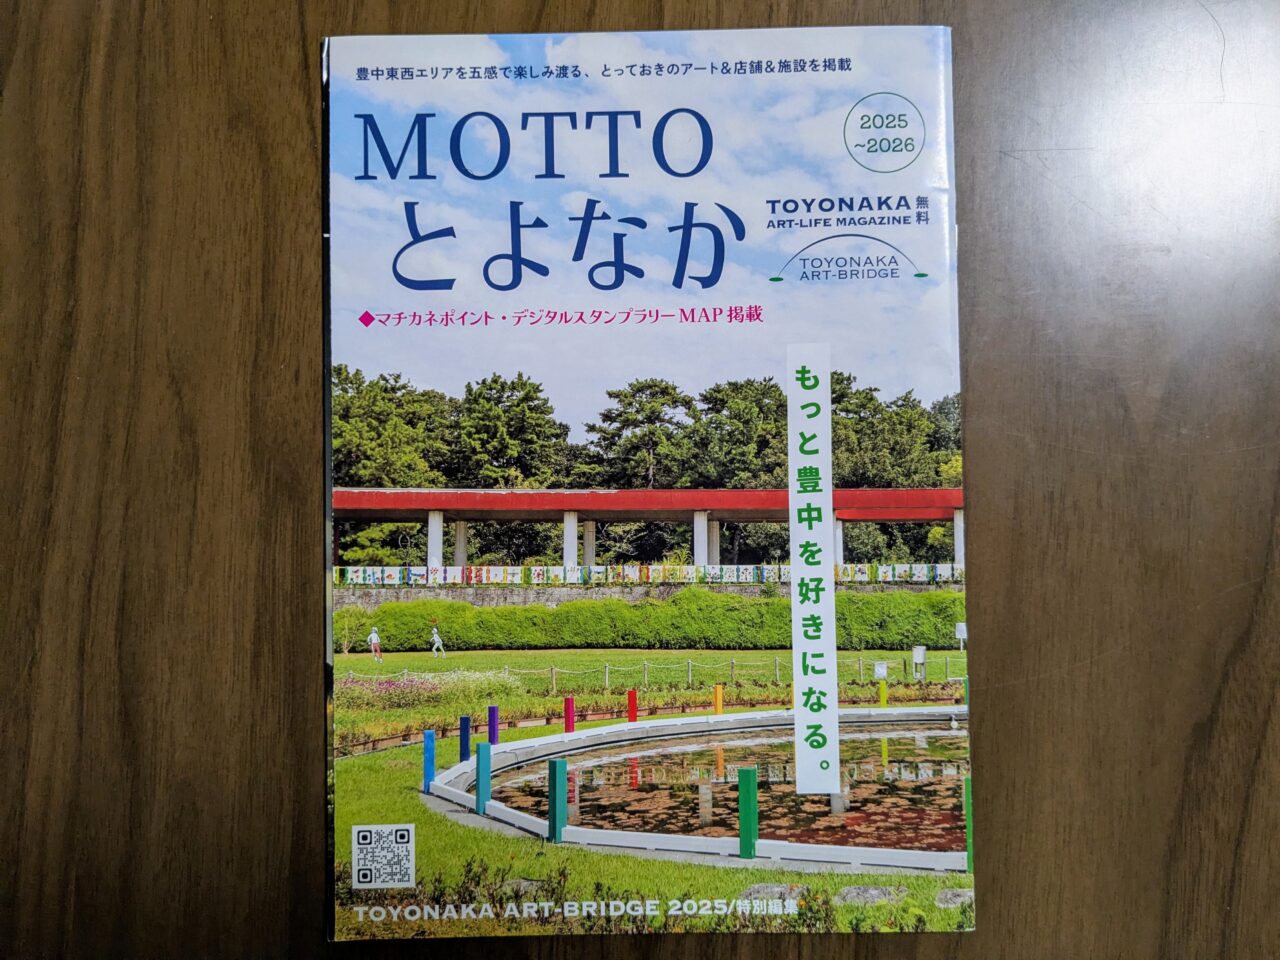 豊中東西エリアを五感で楽しみ渡る、とっておきのアート&店舗&施設を掲載
MOTTO
とよなか
2025
~2026
TOYONAKA
ART-LIFE MAGAZINE
無料
TOYONAKA
ART-BRIDGE
◆マチカネポイント・デジタルスタンプラリーMAP掲載
もっと豊中を好きになる。
TOYONAKA ART-BRIDGE 2025/特別編集